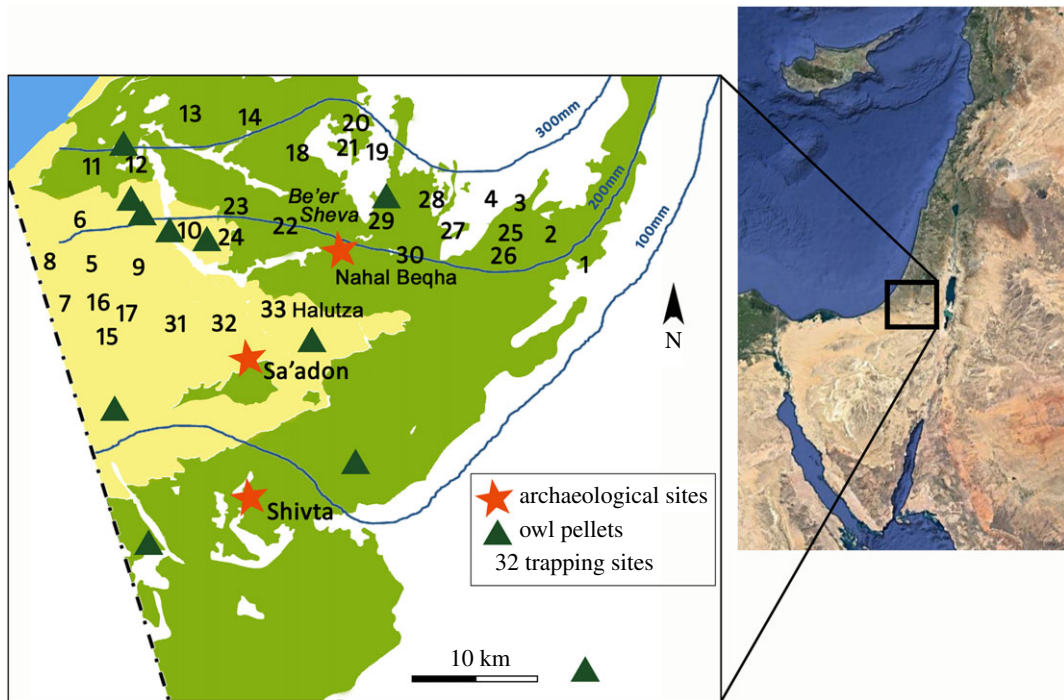 13
14
20
300mm
18
21
19
11
12
200mm
100mm
Be'er
Sheva
28
4
3
6
23
22
29
27
25
2
10
24
30
26
1
8
5
9
Nahal Beqha
7
16
17
15
31
32
33 Halutza
N
Sa'adon
Shivta
archaeological sites
owl pellets
32 trapping sites
10 km